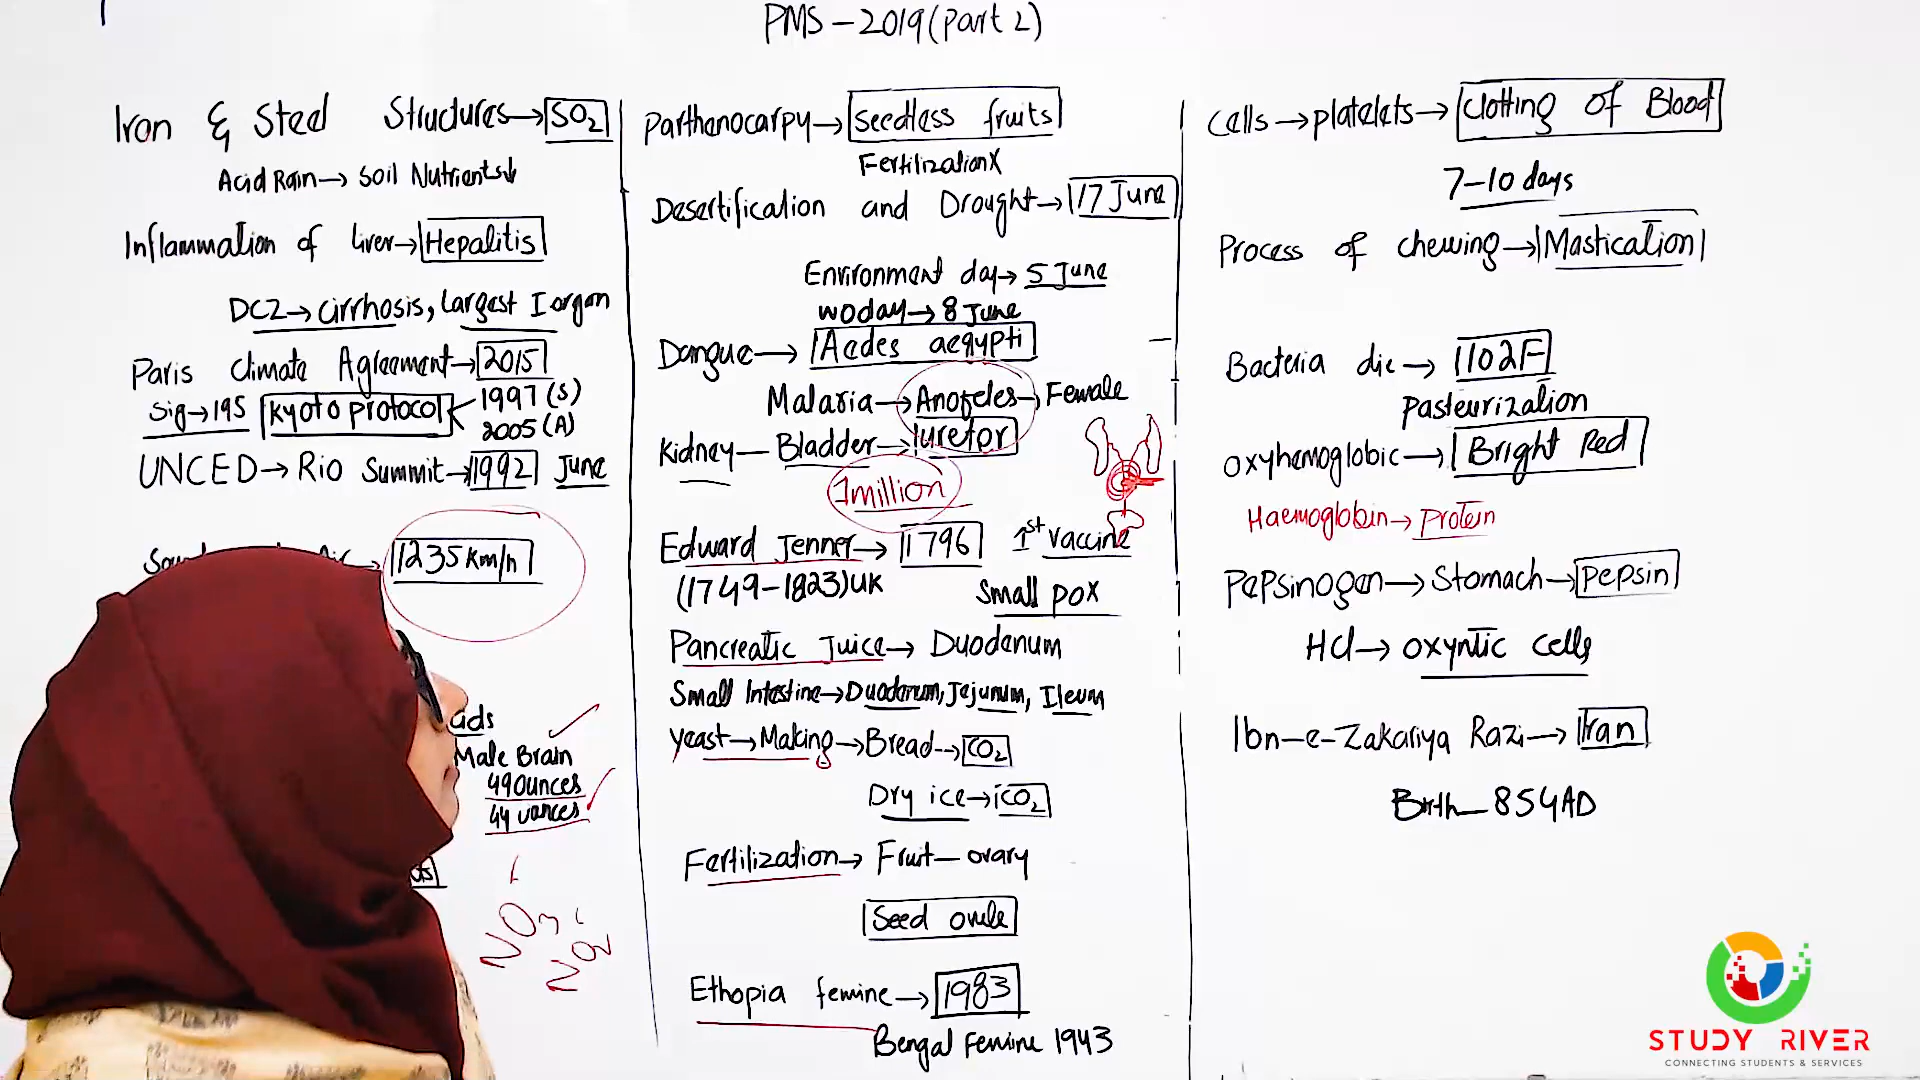 PMS - 2019 (Part 2)
Iron & Steel Structures → SO2
Acid Rain → Soil Nutrients↓
Inflammation of liver → Hepalitis
DCZ → cirrhosis, largest I organ
Paris Climate Agreement → 2015
Sig → 195 Kyoto protocol 1997 (S)
2005 (A)
UNCED → Rio Summit → 1992 June
1235 km/h
ads
Male Brain
49 Ounces
44 ounces
NO3
NO2
Parthenocarpy → seedless fruits
Fertilization X
Desertification and Drought → 17 June
Environment day → 5 June
WO day → 8 June
Dangue → Aedes aegypti
Malaria → Anofeles → Female
Kidney — Bladder → ureter
1 million
Edward Jenner → 1796 1st Vaccine
(1749-1823) UK Small pox
Pancreatic Juice → Duodenum
Small Intestine → Duodenum, Jejunum, Ileum
Yeast → Making → Bread → CO2
Dry ice → CO2
Fertilization → Fruit — ovary
Seed ovule
Ethopia femine → 1983
Bengal Femine 1943
Cells → platelets → Clotting of Blood
7-10 days
Process of chewing → Mastication
Bacteria die → 102F
Pasteurization
Oxyhemoglobic → Bright Red
Haemoglobin → Protein
Pepsinogen → Stomach → Pepsin
Hcl → oxyntic cells
Ibn-e-Zakariya Razi → Iran
Birth — 854AD
STUDY RIVER
CONNECTING STUDENTS & SERVICES